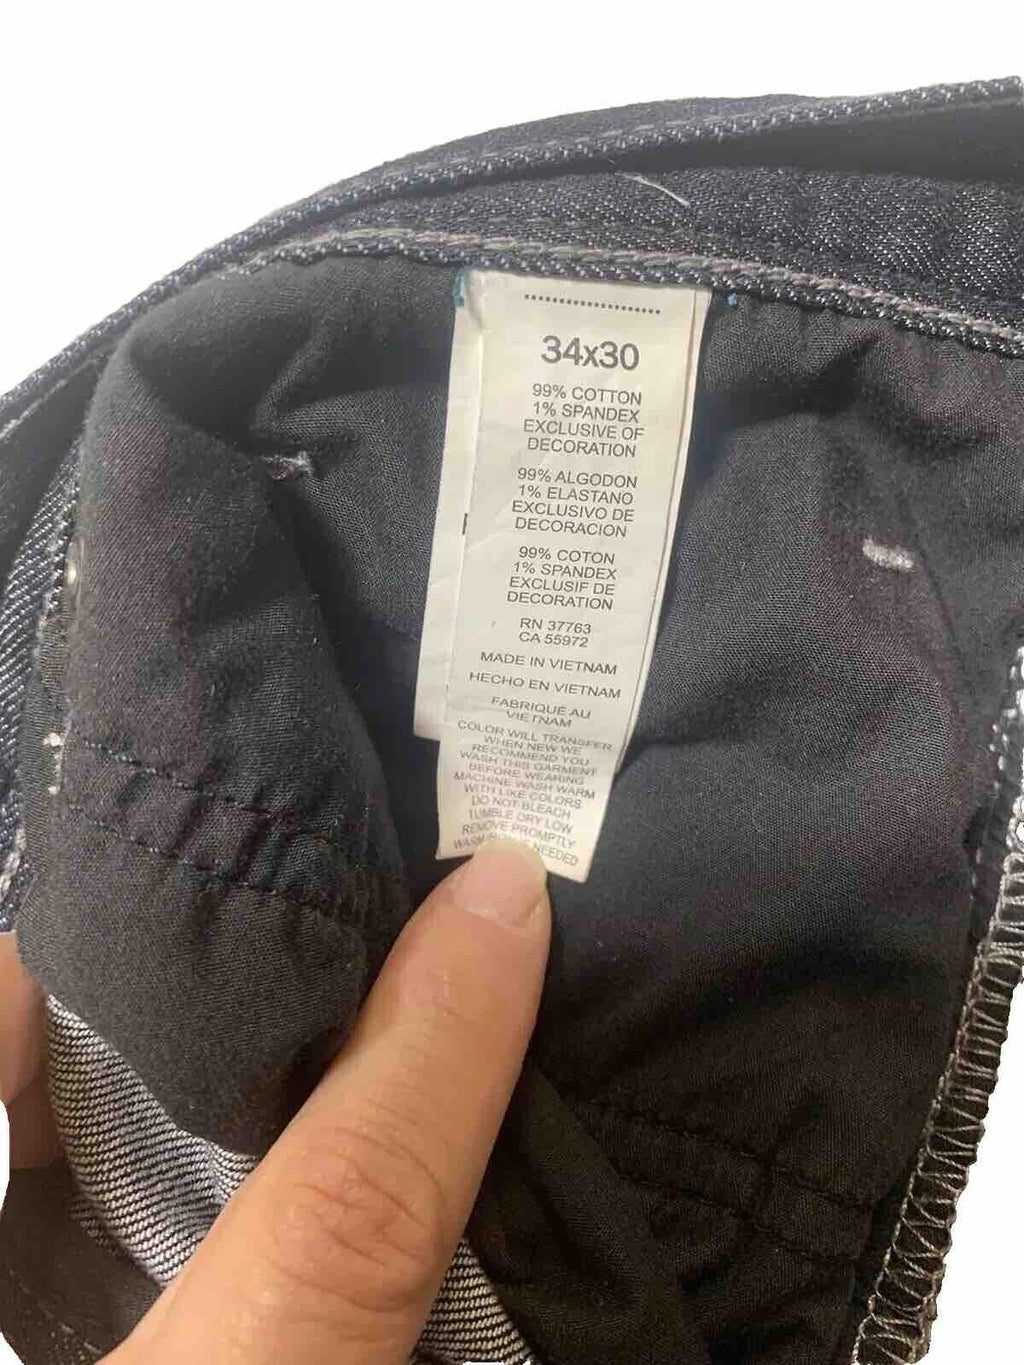 34x30
99% COTTON
1% SPANDEX
EXCLUSIVE OF
DECORATION
99% ALGODON
1% ELASTANO
EXCLUSIVO DE
DECORACION
99% COTON
1% SPANDEX
EXCLUSIF DE
DECORATION
RN 37763
CA 55972
MADE IN VIETNAM
HECHO EN VIETNAM
FABRIQUÉ AU
VIETNAM
COLOR WILL TRANSFER
WHEN NEW WE
RECOMMEND YOU
WASH THIS GARMENT
BEFORE WEARING
MACHINE WASH WARM
WITH LIKE COLORS
DO NOT BLEACH
TUMBLE DRY LOW
REMOVE PROMPTLY
NEEDED